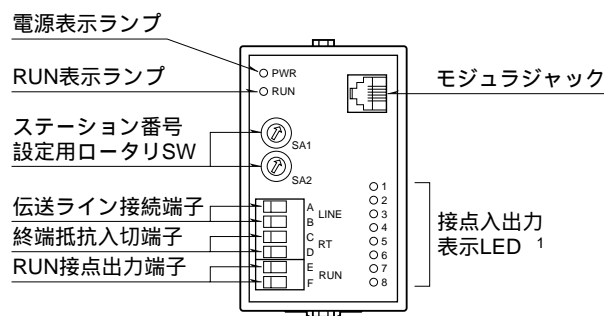 電源表示ランプ
RUN表示ランプ
ステーション番号
設定用ロータリSW
伝送ライン接続端子
終端抵抗入切端子
RUN接点出力端子
PWR
RUN
SA1
SA2
A
B
LINE
C
D
RT
E
F
RUN
1
2
3
4
5
6
7
8
モジュラジャック
接点入出力
表示LED 1